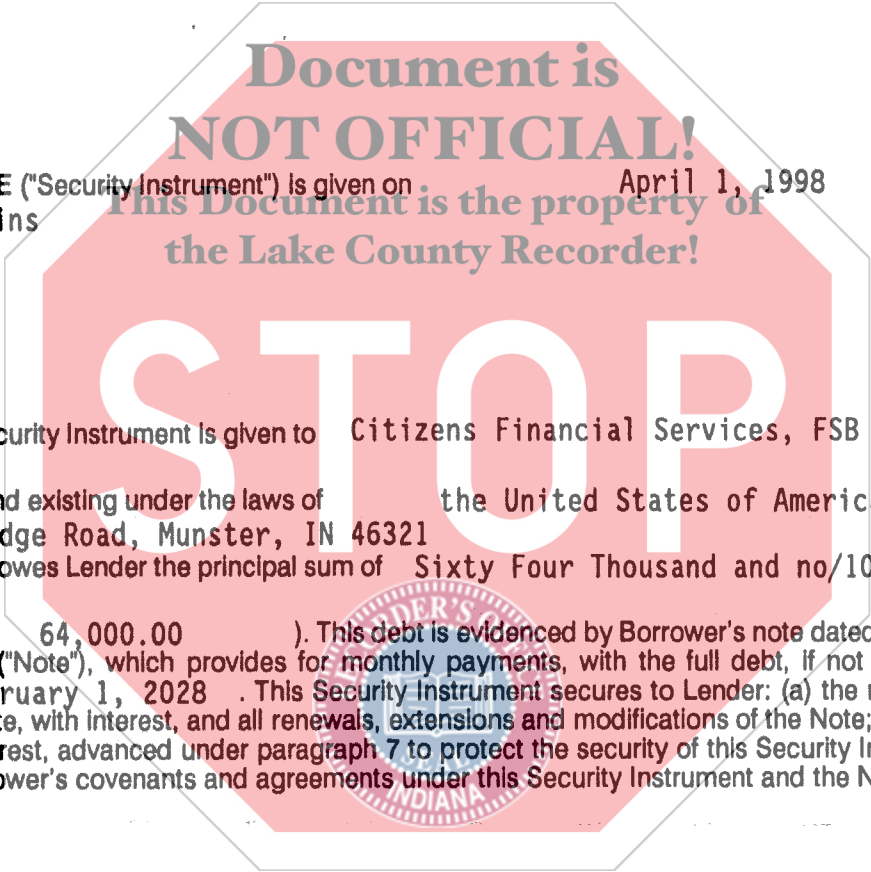 Document is
NOT OFFICIAL!
E ("Security Instrument") is given on April 1, 1998
This Document is the property of
ins
the Lake County Recorder!
STOP
curity Instrument is given to Citizens Financial Services, FSB
nd existing under the laws of the United States of Americ
dge Road, Munster, IN 46321
owes Lender the principal sum of Sixty Four Thousand and no/10
64,000.00 ). This debt is evidenced by Borrower's note dated
("Note"), which provides for monthly payments, with the full debt, if not
ruary 1, 2028 . This Security Instrument secures to Lender: (a) the
te, with interest, and all renewals, extensions and modifications of the Note;
rest, advanced under paragraph 7 to protect the security of this Security I
ower's covenants and agreements under this Security Instrument and the N
SEAL
INDIANA